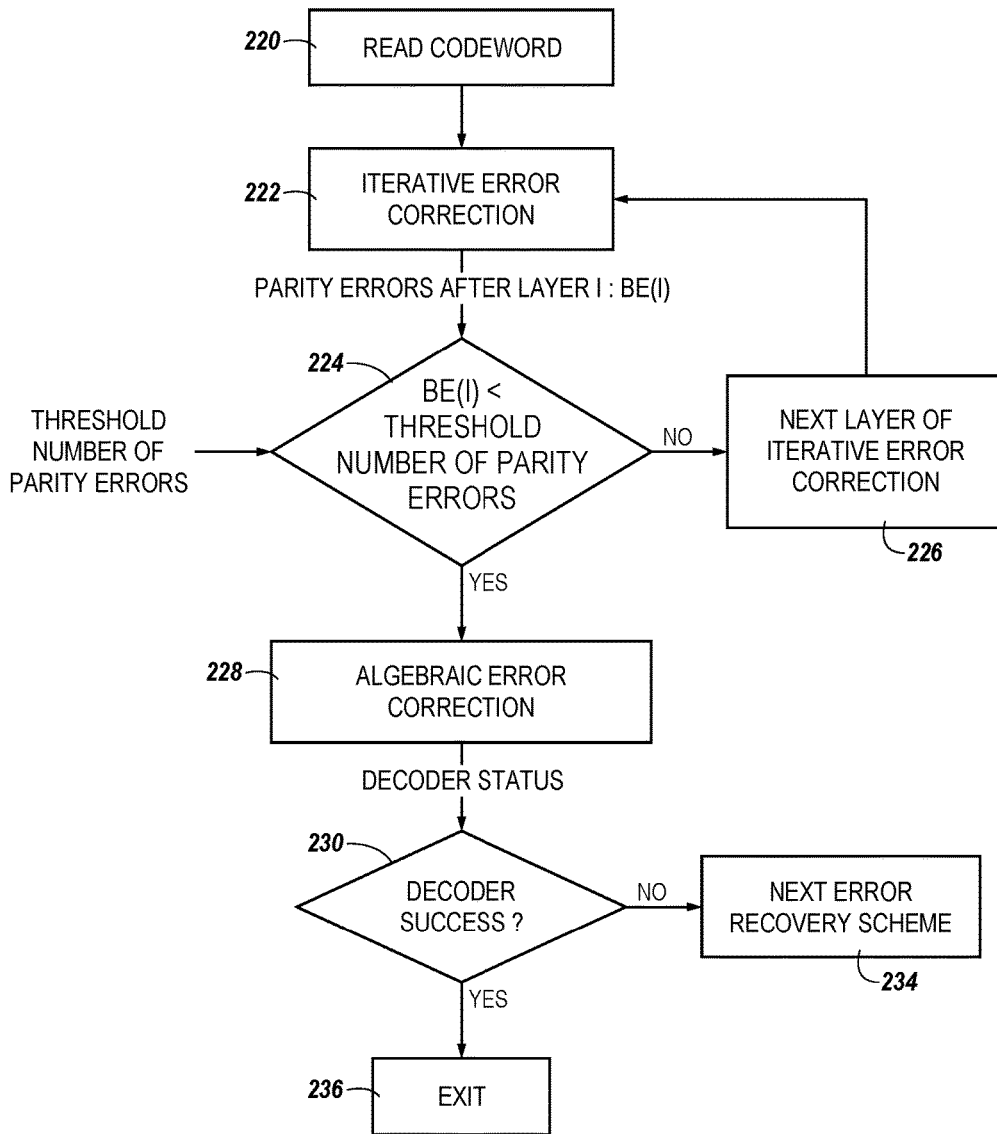 220
READ CODEWORD
222
ITERATIVE ERROR
CORRECTION
PARITY ERRORS AFTER LAYER I : BE(I)
224
BE(I) <
THRESHOLD
NUMBER OF PARITY
ERRORS
THRESHOLD
NUMBER OF
PARITY ERRORS
NO
NEXT LAYER OF
ITERATIVE ERROR
CORRECTION
226
YES
228
ALGEBRAIC ERROR
CORRECTION
DECODER STATUS
230
DECODER
SUCCESS ?
NO
NEXT ERROR
RECOVERY SCHEME
234
YES
236
EXIT